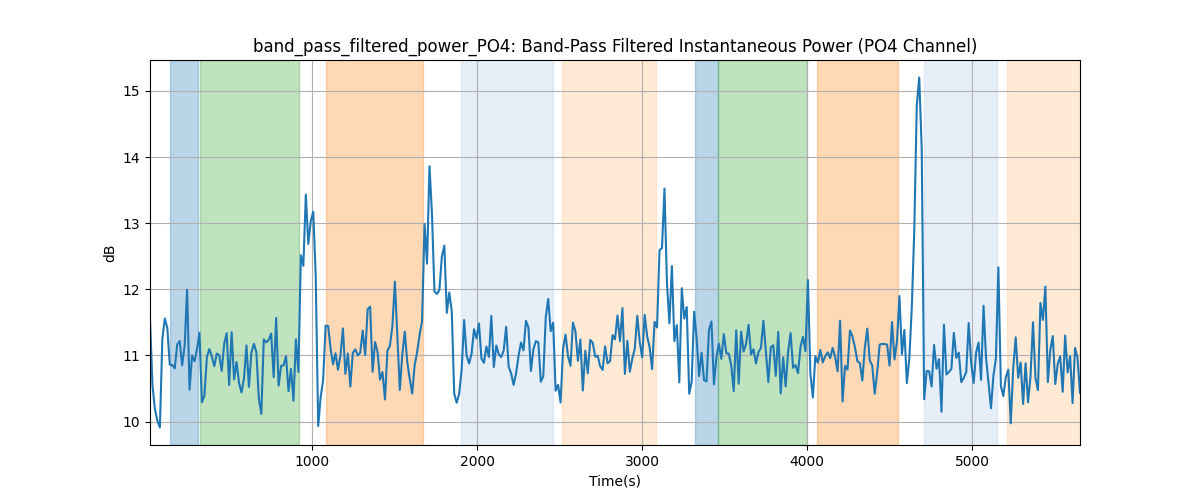 band_pass_filtered_power_PO4: Band-Pass Filtered Instantaneous Power (PO4 Channel)
15
14
13
12
11
10
dB
1000 2000 3000 4000 5000
Time(s)